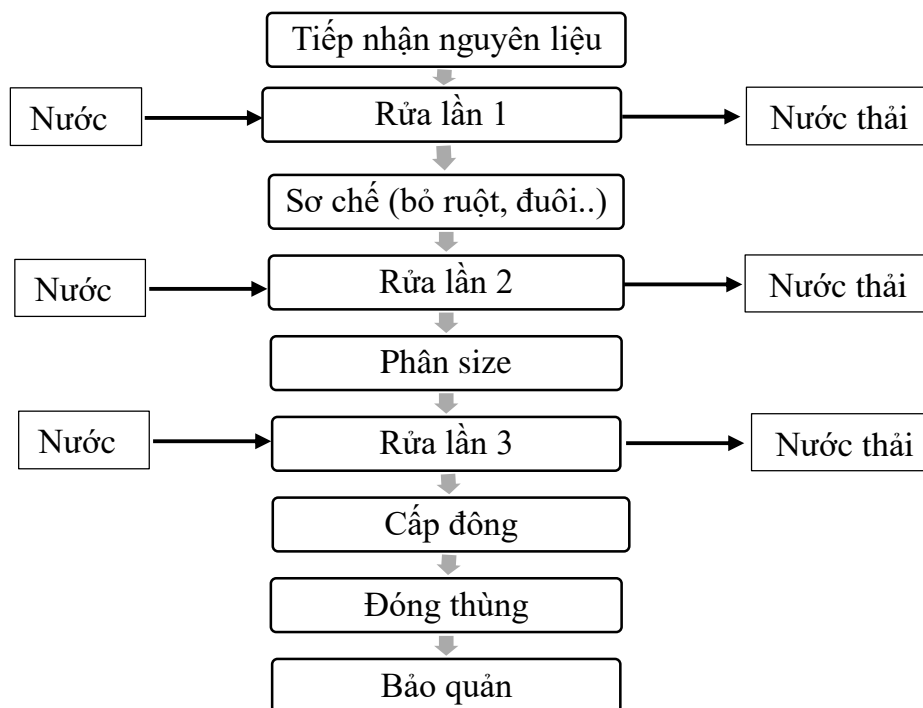 Tiếp nhận nguyên liệu
Nước
Rửa lần 1
Nước thải
Sơ chế (bỏ ruột, đuôi..)
Nước
Rửa lần 2
Nước thải
Phân size
Nước
Rửa lần 3
Nước thải
Cấp đông
Đóng thùng
Bảo quản